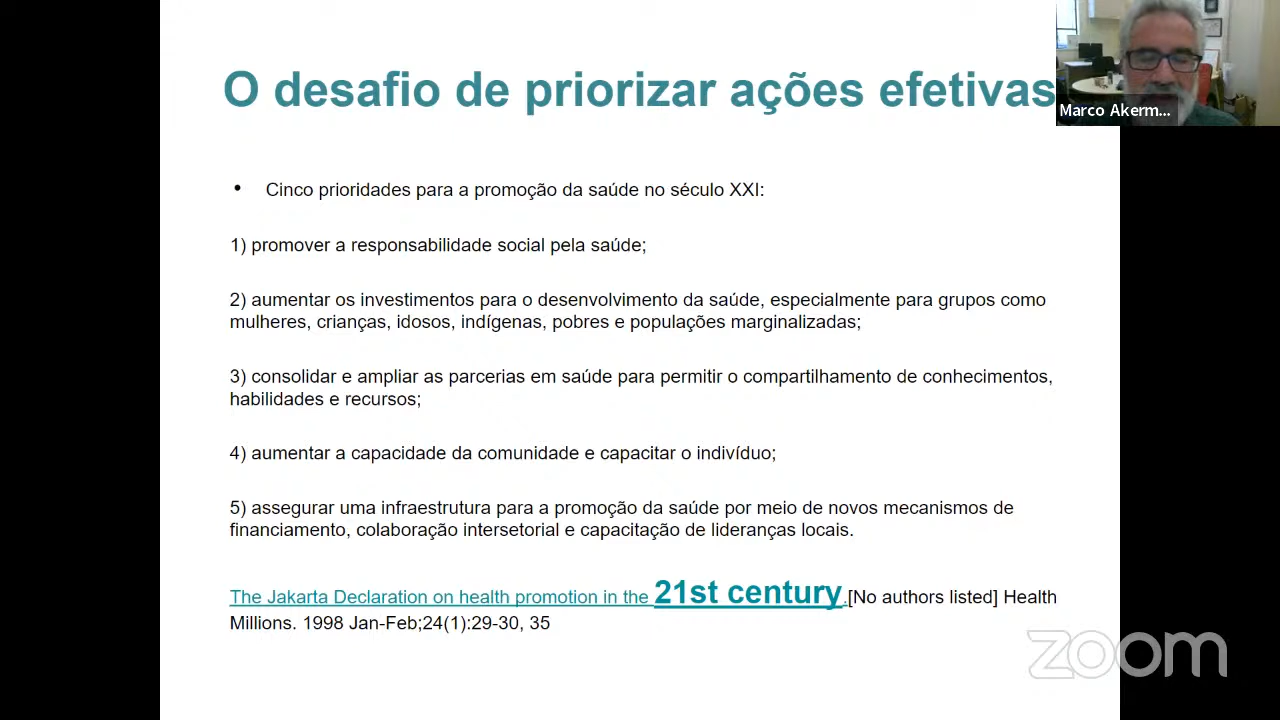 O desafio de priorizar ações efetivas
Marco Akerm...
• Cinco prioridades para a promoção da saúde no século XXI:
1) promover a responsabilidade social pela saúde;
2) aumentar os investimentos para o desenvolvimento da saúde, especialmente para grupos como
mulheres, crianças, idosos, indígenas, pobres e populações marginalizadas;
3) consolidar e ampliar as parcerias em saúde para permitir o compartilhamento de conhecimentos,
habilidades e recursos;
4) aumentar a capacidade da comunidade e capacitar o indivíduo;
5) assegurar uma infraestrutura para a promoção da saúde por meio de novos mecanismos de
financiamento, colaboração intersetorial e capacitação de lideranças locais.
The Jakarta Declaration on health promotion in the 21st century.[No authors listed] Health
Millions. 1998 Jan-Feb;24(1):29-30, 35
zoom